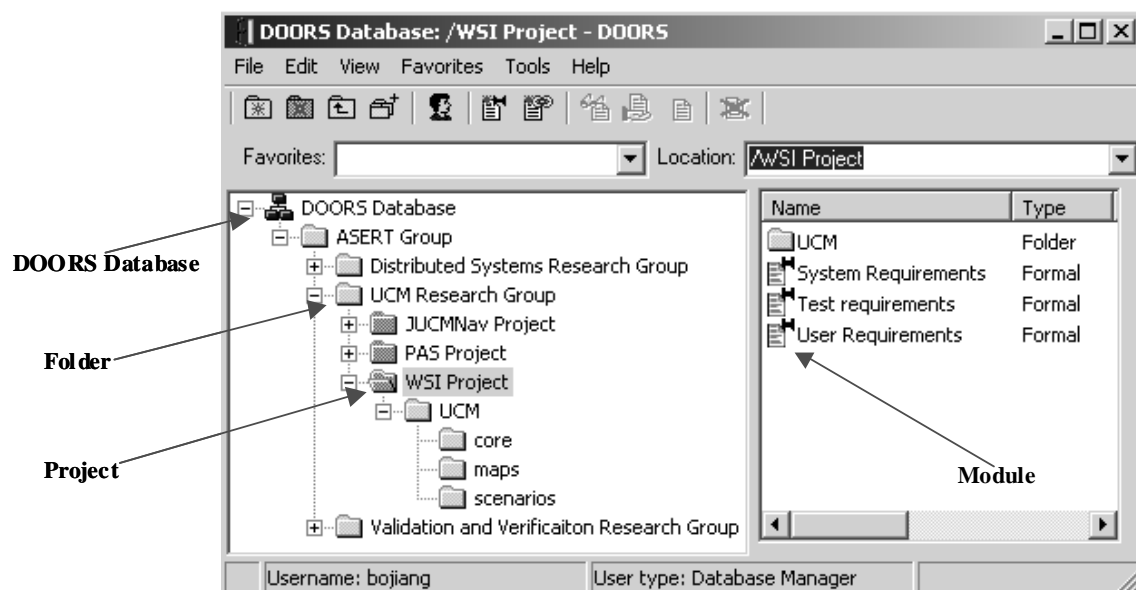 DOORS Database: /WSI Project - DOORS
File Edit View Favorites Tools Help
Favorites: Location: /WSI Project
DOORS Database
ASERT Group
Distributed Systems Research Group
UCM Research Group
JUCMNav Project
PAS Project
WSI Project
UCM
core
maps
scenarios
Validation and Verificaiton Research Group
Name Type
UCM Folder
System Requirements Formal
Test requirements Formal
User Requirements Formal
DOORS Database
Folder
Project
Module
Username: bojiang User type: Database Manager